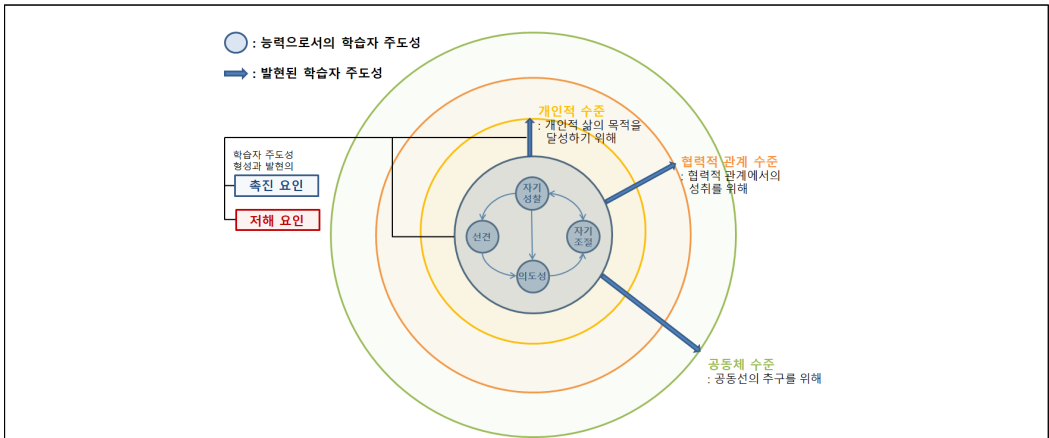 : 능력으로서의 학습자 주도성
: 발현된 학습자 주도성
개인적 수준
: 개인적 삶의 목적을
달성하기 위해
학습자 주도성
형성과 발현의
촉진 요인
저해 요인
협력적 관계 수준
: 협력적 관계에서의
성취를 위해
자기
성찰
선견
자기
조절
의도성
공동체 수준
: 공동선의 추구를 위해